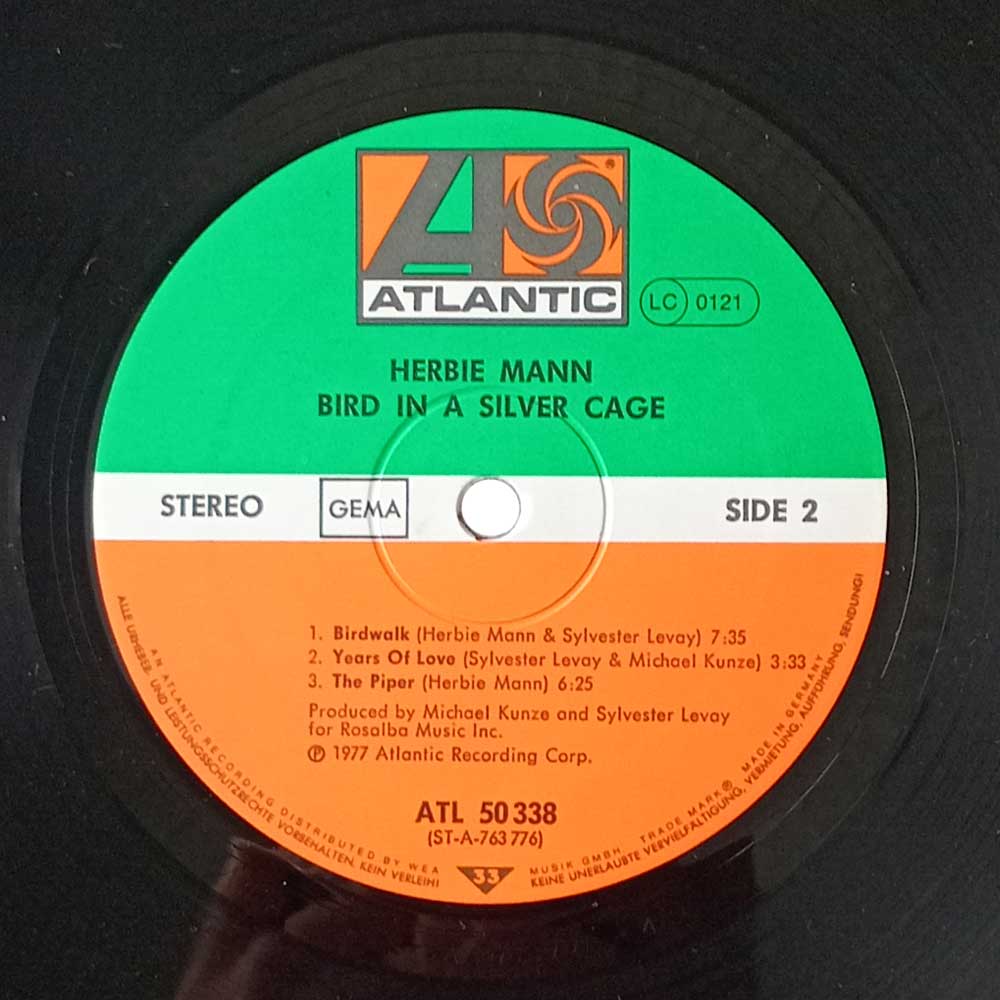 A
®
ATLANTIC
LC 0121
HERBIE MANN
BIRD IN A SILVER CAGE
STEREO
GEMA
SIDE 2
1. Birdwalk (Herbie Mann & Sylvester Levay) 7:35
2. Years Of Love (Sylvester Levay & Michael Kunze) 3:33
3. The Piper (Herbie Mann) 6:25
Produced by Michael Kunze and Sylvester Levay
for Rosalba Music Inc.
℗ 1977 Atlantic Recording Corp.
ATL 50 338
(ST-A-763 776)
33
AN ATLANTIC RECORDING DISTRIBUTED BY WEA MUSIK GMBH. TRADE MARK® MADE IN GERMANY
ALLE URHEBER- UND LEISTUNGSSCHUTZRECHTE VORBEHALTEN. KEIN VERLEIH! KEINE UNERLAUBTE VERVIELFÄLTIGUNG, VERMIETUNG, AUFFÜHRUNG, SENDUNG!